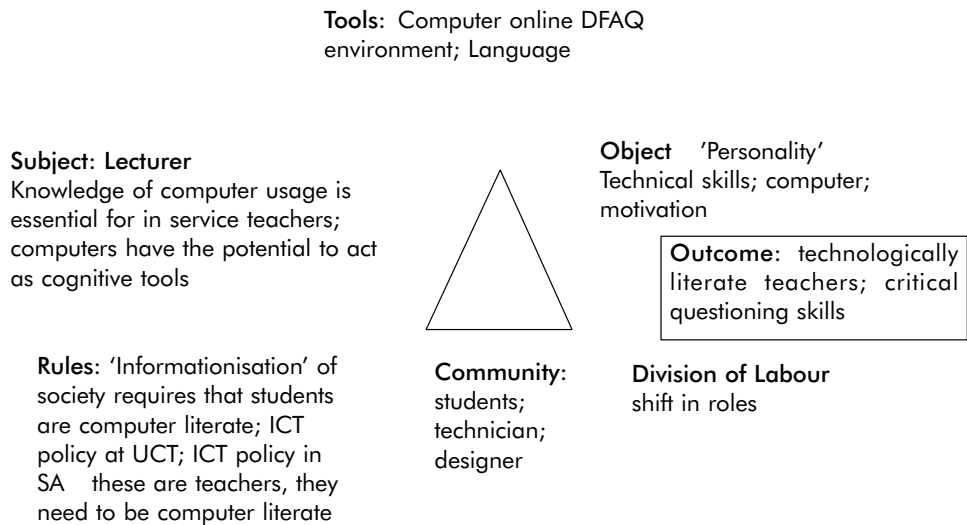 Tools: Computer online DFAQ
environment; Language
Subject: Lecturer
Knowledge of computer usage is
essential for in service teachers;
computers have the potential to act
as cognitive tools
Object 'Personality'
Technical skills; computer;
motivation
Outcome: technologically
literate teachers; critical
questioning skills
Rules: 'Informationisation' of
society requires that students
are computer literate; ICT
policy at UCT; ICT policy in
SA these are teachers, they
need to be computer literate
Community:
students;
technician;
designer
Division of Labour
shift in roles